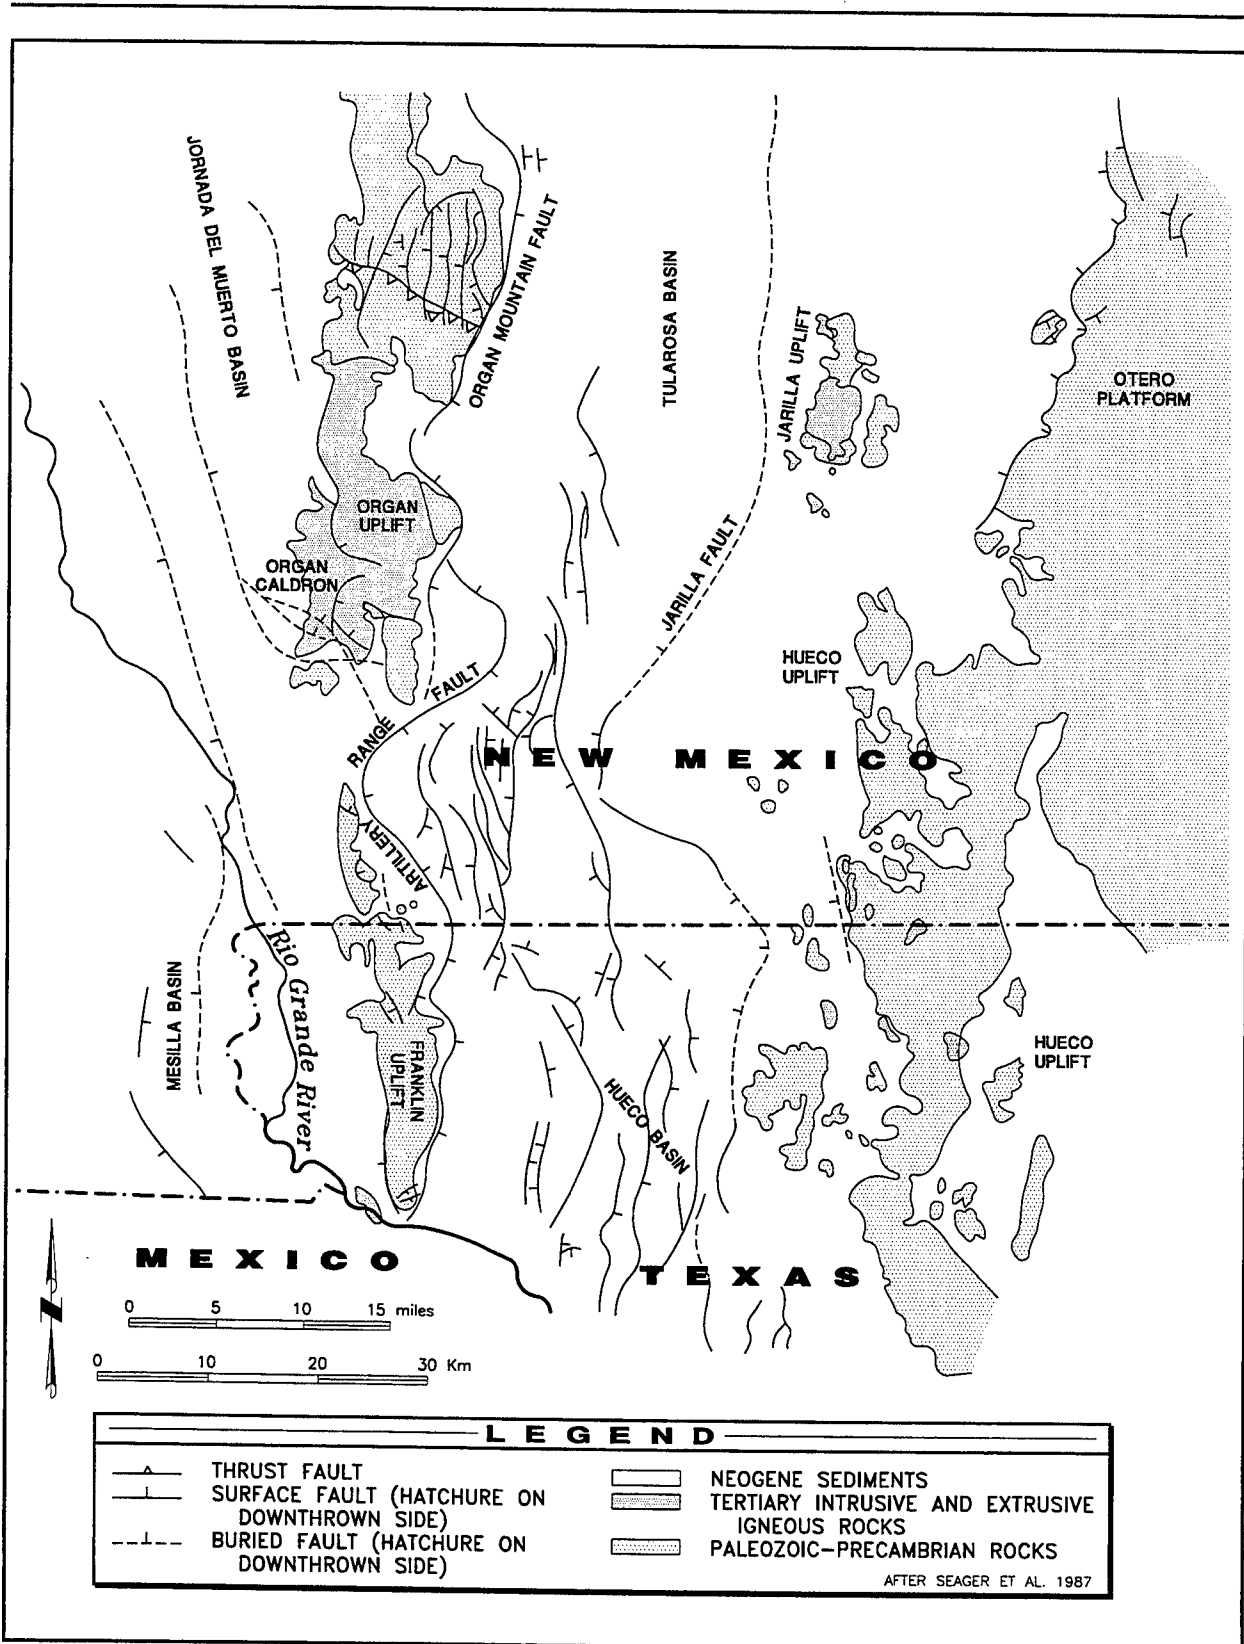 JORNADA DEL MUERTO BASIN
ORGAN MOUNTAIN FAULT
TULAROSA BASIN
JARILLA UPLIFT
OTERO
PLATFORM
ORGAN
UPLIFT
ORGAN
CALDRON
JARILLA FAULT
HUECO
UPLIFT
ARTILLERY RANGE FAULT
NEW MEXICO
Rio Grande River
MESILLA BASIN
FRANKLIN
UPLIFT
HUECO BASIN
HUECO
UPLIFT
MEXICO
TEXAS
N
0 5 10 15 miles
0 10 20 30 Km
LEGEND
THRUST FAULT
SURFACE FAULT (HATCHURE ON
DOWNTHROWN SIDE)
BURIED FAULT (HATCHURE ON
DOWNTHROWN SIDE)
NEOGENE SEDIMENTS
TERTIARY INTRUSIVE AND EXTRUSIVE
IGNEOUS ROCKS
PALEOZOIC-PRECAMBRIAN ROCKS
AFTER SEAGER ET AL. 1987